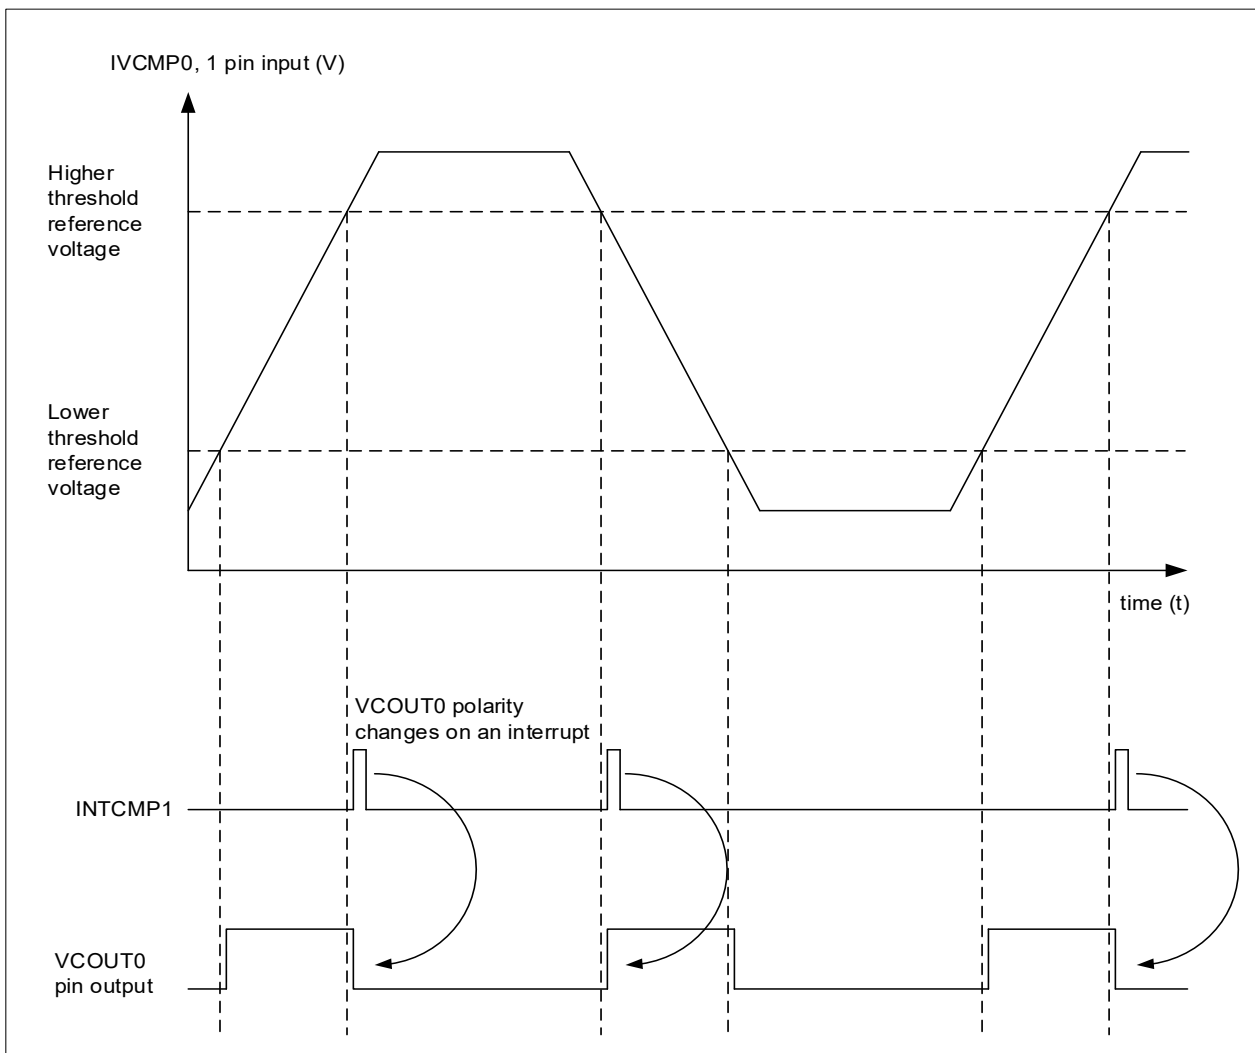 IVCMP0, 1 pin input (V)
Higher
threshold
reference
voltage
Lower
threshold
reference
voltage
time (t)
VCOUT0 polarity
changes on an interrupt
INTCMP1
VCOUT0
pin output